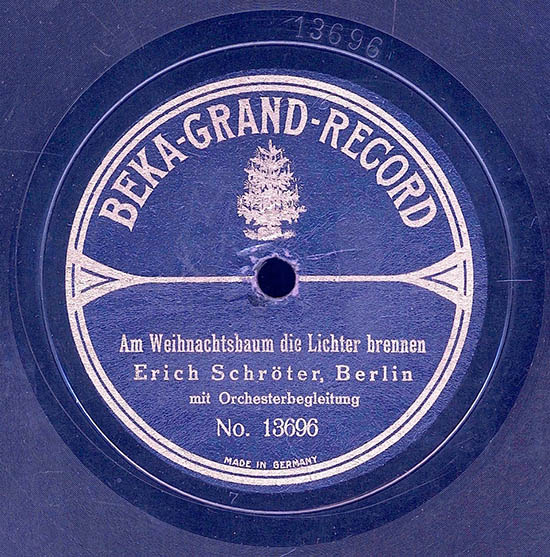 13696
BEKA-GRAND-RECORD
Am Weihnachtsbaum die Lichter brennen
Erich Schröter, Berlin
mit Orchesterbegleitung
No. 13696
MADE IN GERMANY
7